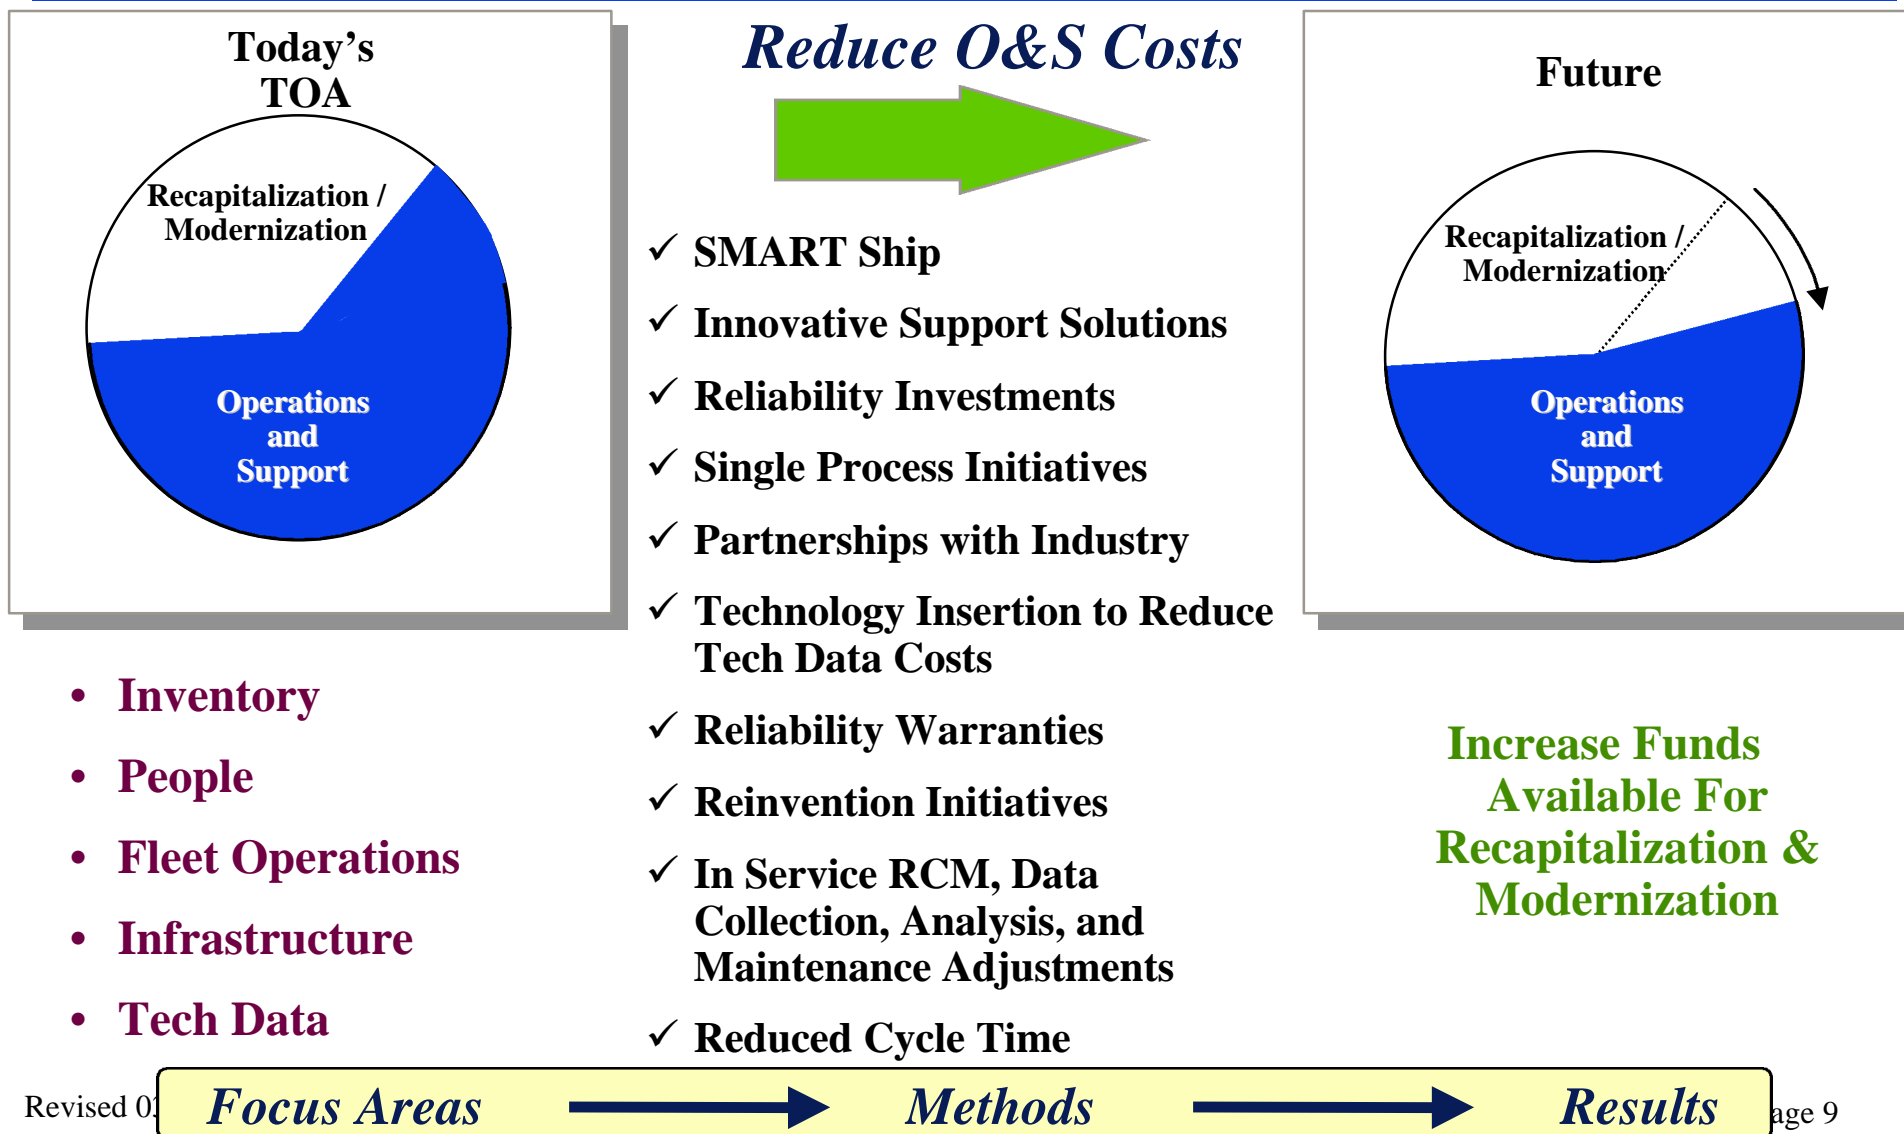 Today's
TOA
Recapitalization /
Modernization
Operations
and
Support
Reduce O&S Costs
Future
Recapitalization /
Modernization
Operations
and
Support
• Inventory
• People
• Fleet Operations
• Infrastructure
• Tech Data
✓ SMART Ship
✓ Innovative Support Solutions
✓ Reliability Investments
✓ Single Process Initiatives
✓ Partnerships with Industry
✓ Technology Insertion to Reduce
Tech Data Costs
✓ Reliability Warranties
✓ Reinvention Initiatives
✓ In Service RCM, Data
Collection, Analysis, and
Maintenance Adjustments
✓ Reduced Cycle Time
Increase Funds
Available For
Recapitalization &
Modernization
Revised
Focus Areas
Methods
Results
9